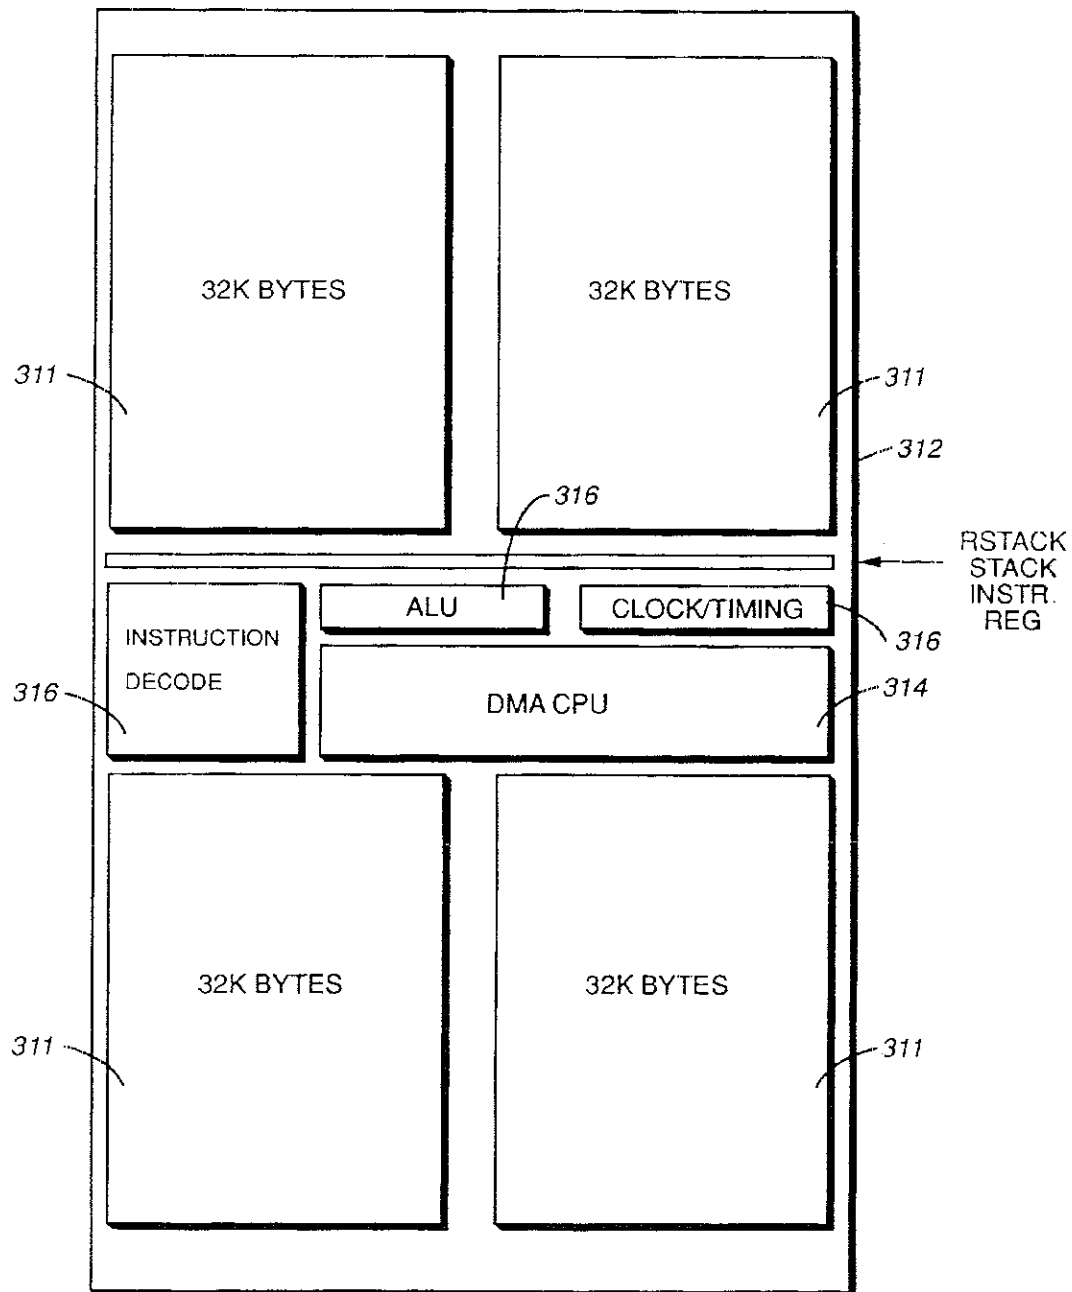 32K BYTES
32K BYTES
311
311
312
316
RSTACK
STACK
INSTR.
REG
ALU
CLOCK/TIMING
316
INSTRUCTION
DECODE
316
DMA CPU
314
32K BYTES
32K BYTES
311
311